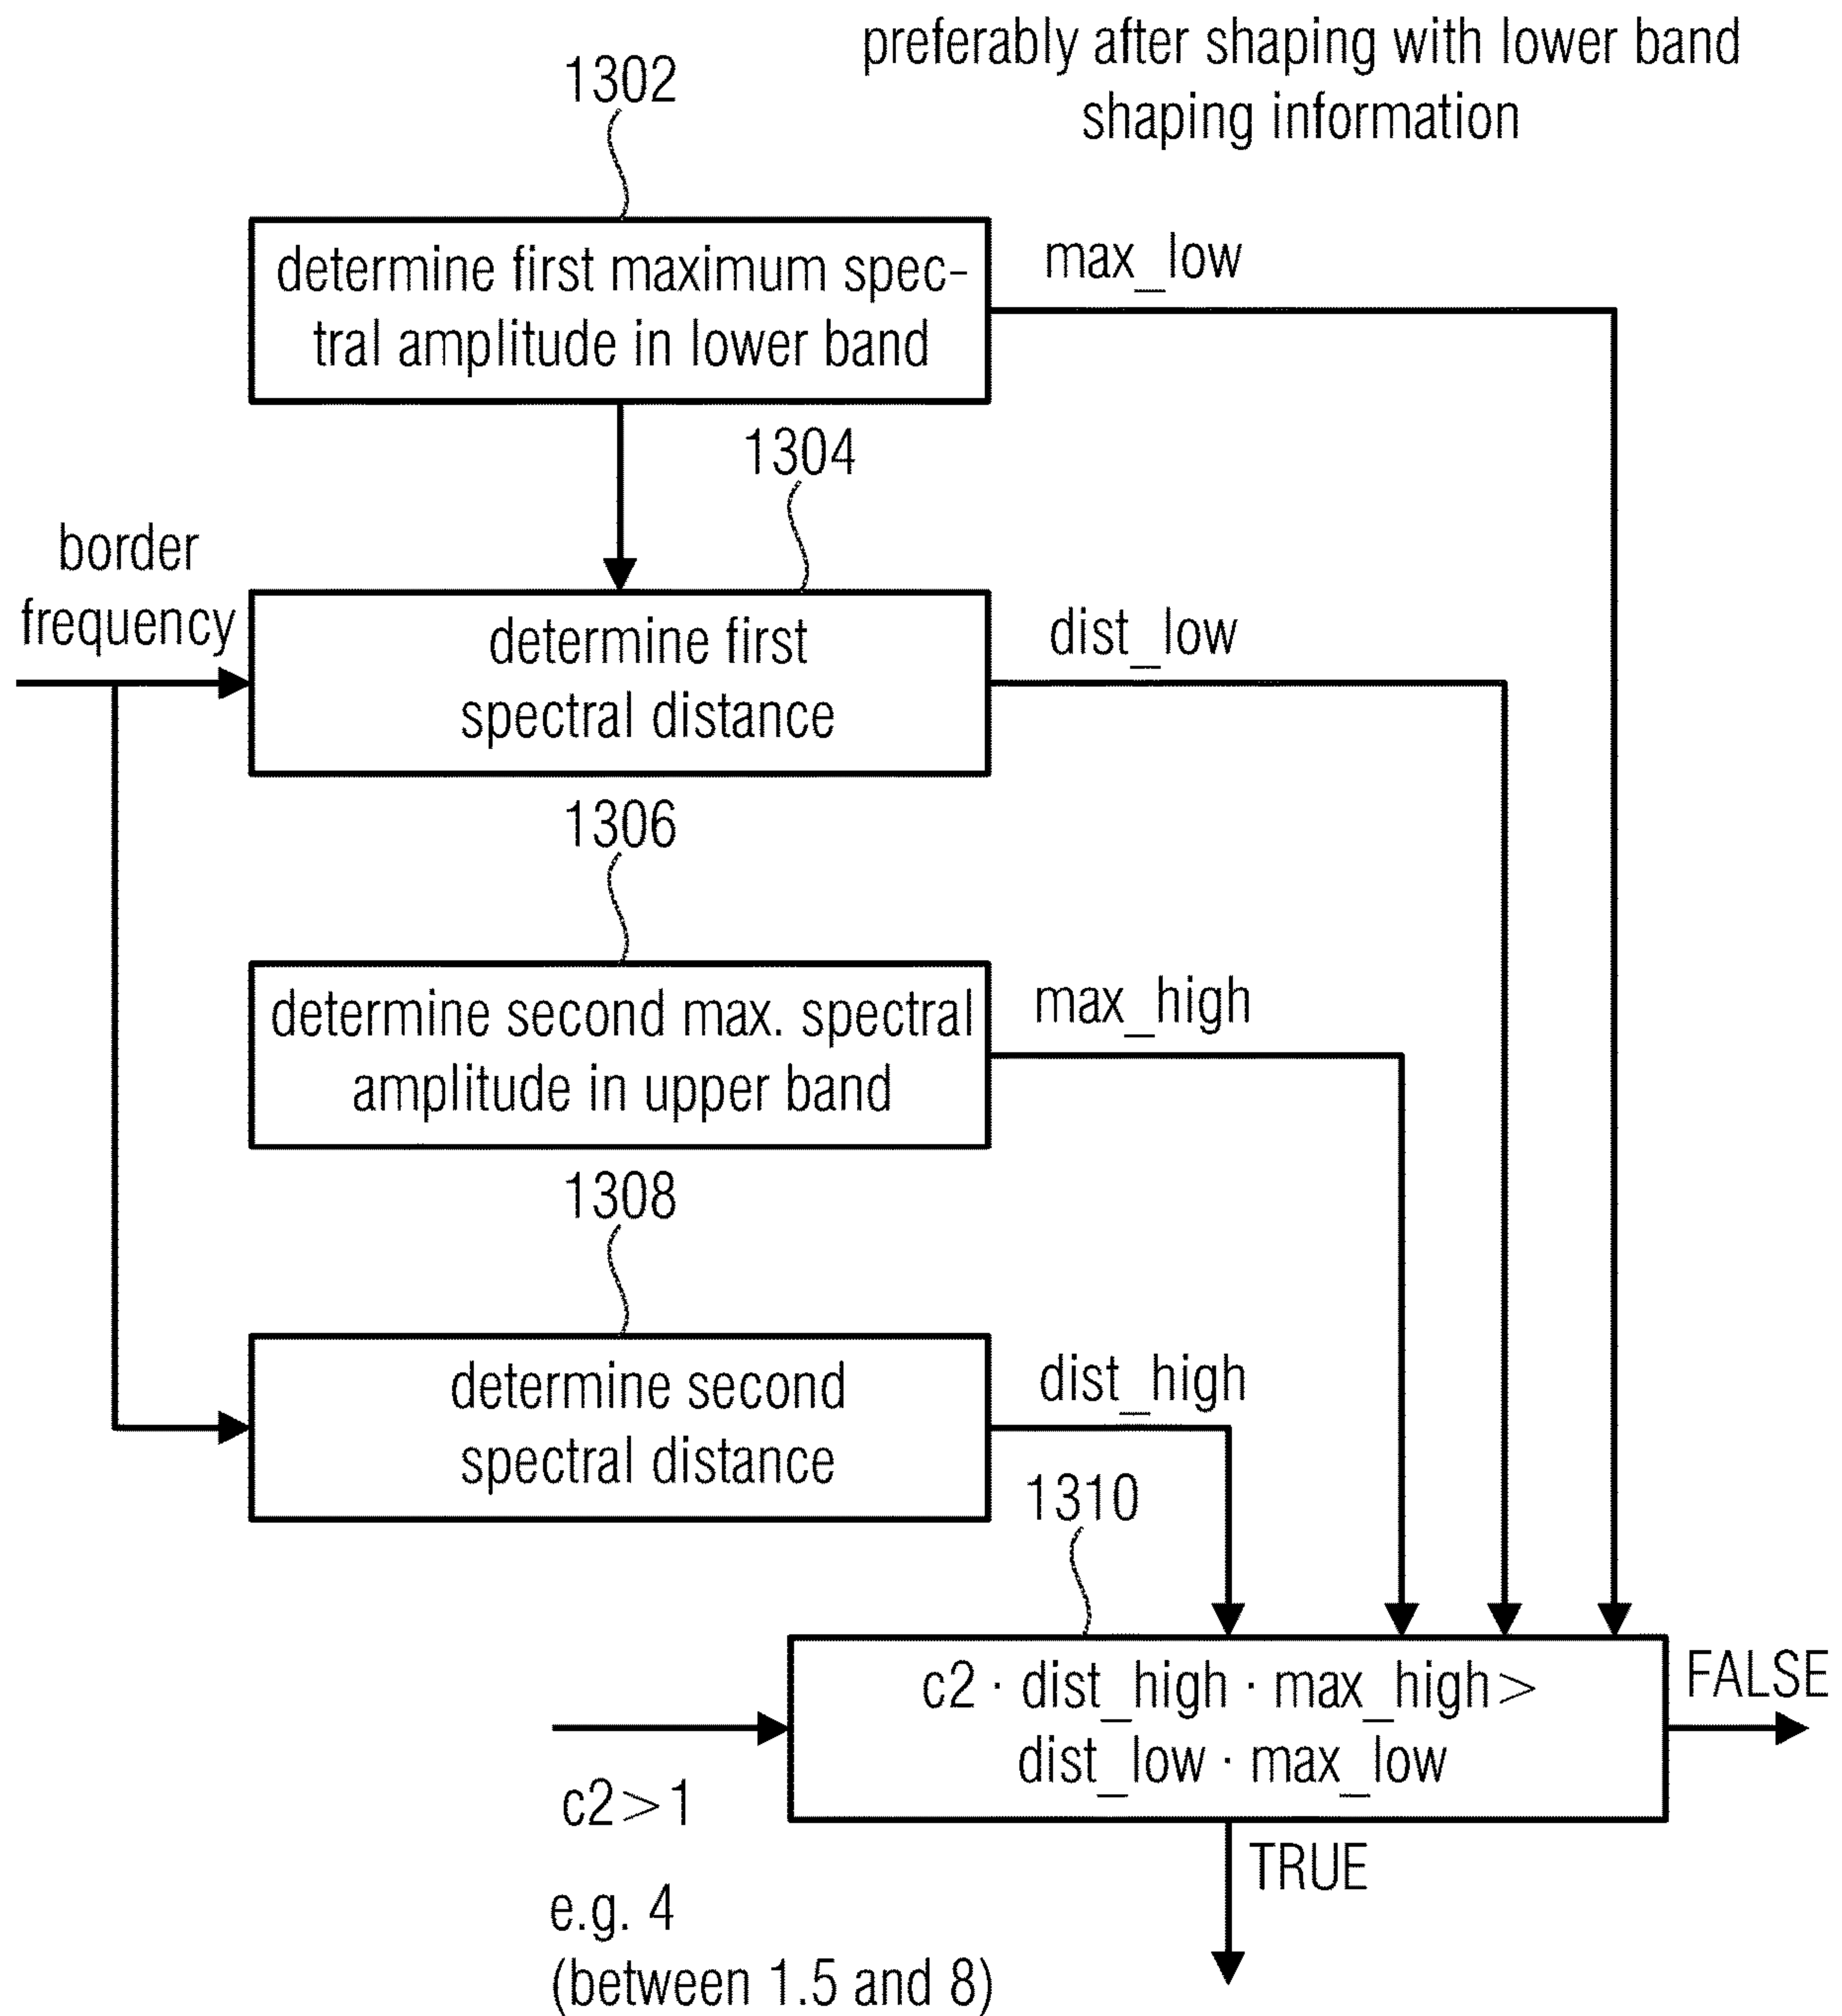 preferably after shaping with lower band
shaping information
1302
determine first maximum spec-
tral amplitude in lower band
max_low
1304
border
frequency
determine first
spectral distance
dist_low
1306
determine second max. spectral
amplitude in upper band
max_high
1308
determine second
spectral distance
dist_high
1310
c2 · dist_high · max_high >
dist_low · max_low
FALSE
c2>1
TRUE
e.g. 4
(between 1.5 and 8)